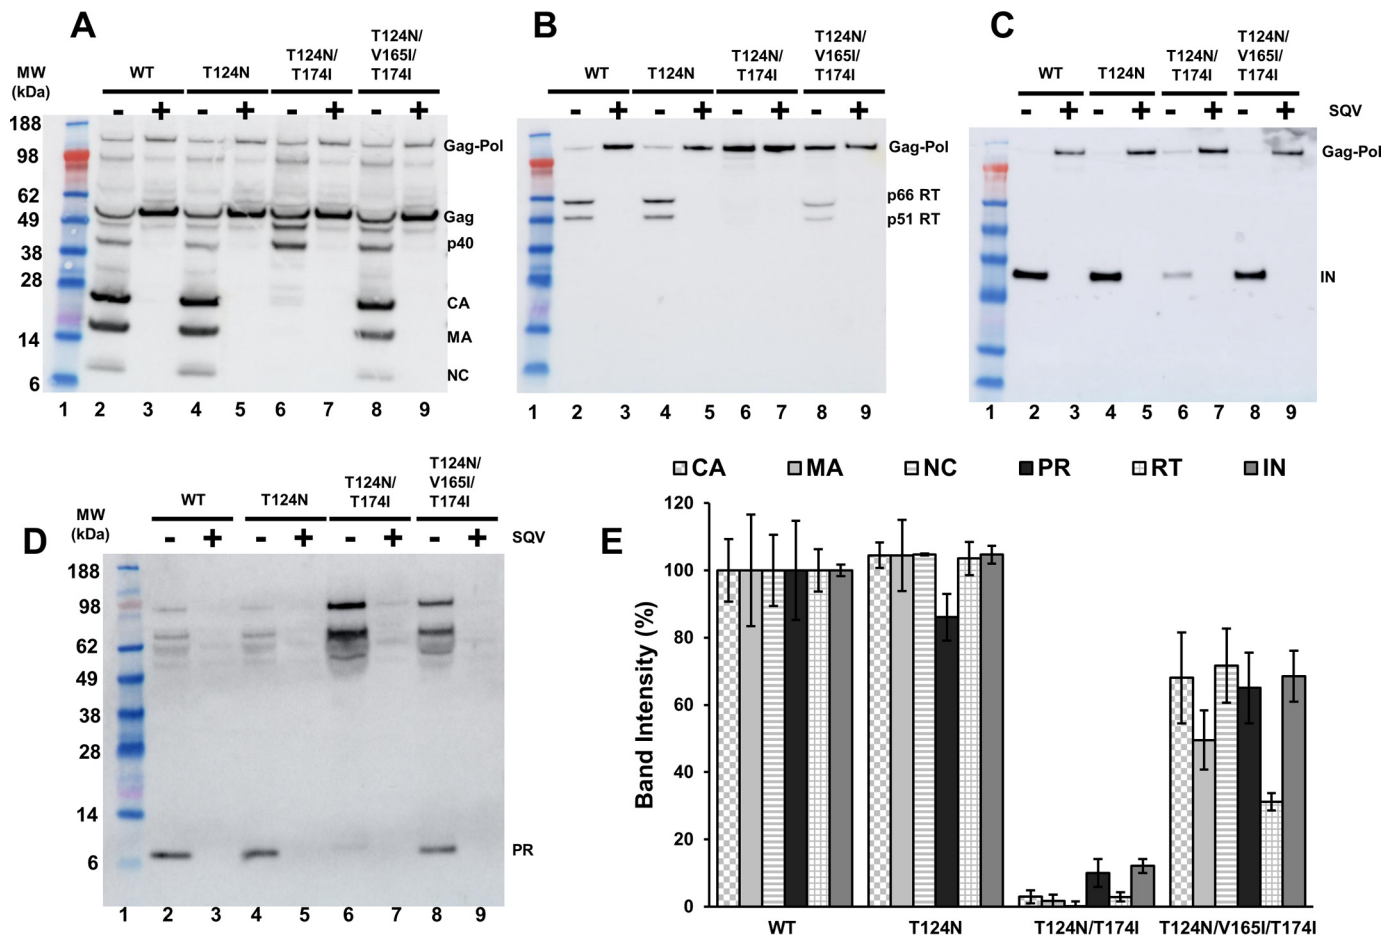 A
WT
T124N
T124N/
T174I
T124N/
V165I/
T174I
MW
(kDa)
- + - + - + - +
188
98
62
49
38
28
14
6
Gag-Pol
Gag
p40
CA
MA
NC
1 2 3 4 5 6 7 8 9
B
WT
T124N
T124N/
T174I
T124N/
V165I/
T174I
- + - + - + - +
Gag-Pol
p66 RT
p51 RT
1 2 3 4 5 6 7 8 9
C
WT
T124N
T124N/
T174I
T124N/
V165I/
T174I
- + - + - + - + SQV
Gag-Pol
IN
1 2 3 4 5 6 7 8 9
D
WT
T124N
T124N/
T174I
T124N/
V165I/
T174I
MW
(kDa)
- + - + - + - + SQV
188
98
62
49
38
28
14
6
PR
1 2 3 4 5 6 7 8 9
E
CA MA NC PR RT IN
Band Intensity (%)
120
100
80
60
40
20
0
WT T124N T124N/T174I T124N/V165I/T174I